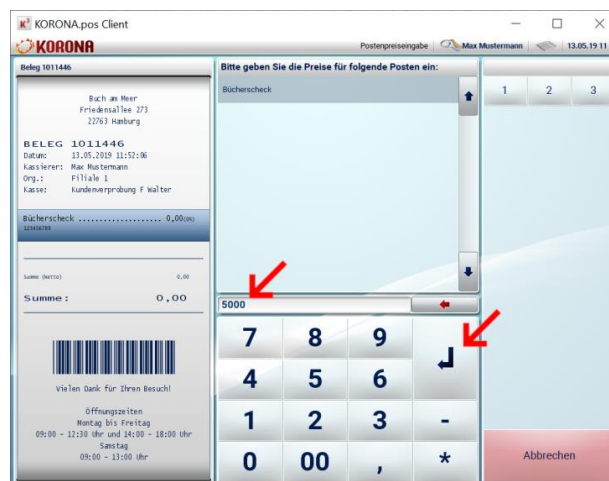 KORONA.pos Client
KORONA
Postenpreiseingabe
Max Mustermann
13.05.19 11
Beleg 1011446
Buch am Meer
Friedensallee 273
22763 Hamburg
BELEG 1011446
Datum: 13.05.2019 11:52:06
Kassierer: Max Mustermann
Org.: Filiale 1
Kasse: Kundenverprobung F Walter
Bücherscheck .................... 0,00(0%)
123456789
Summe (Netto) 0,00
Summe: 0,00
Vielen Dank für Ihren Besuch!
Öffnungszeiten
Montag bis Freitag
09:00 - 12:30 Uhr und 14:00 - 18:00 Uhr
Samstag
09:00 - 13:00 Uhr
Bitte geben Sie die Preise für folgende Posten ein:
Bücherscheck
5000
7 8 9
4 5 6
1 2 3 -
0 00 , *
1 2 3
Abbrechen